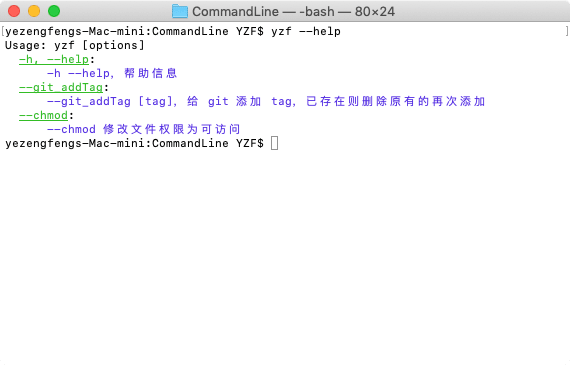 CommandLine — -bash — 80×24
[yezengfengs-Mac-mini:CommandLine YZF$ yzf --help ]
Usage: yzf [options]
-h, --help:
-h --help, 帮助信息
--git_addTag:
--git_addTag [tag], 给 git 添加 tag, 已存在则删除原有的再次添加
--chmod:
--chmod 修改文件权限为可访问
yezengfengs-Mac-mini:CommandLine YZF$